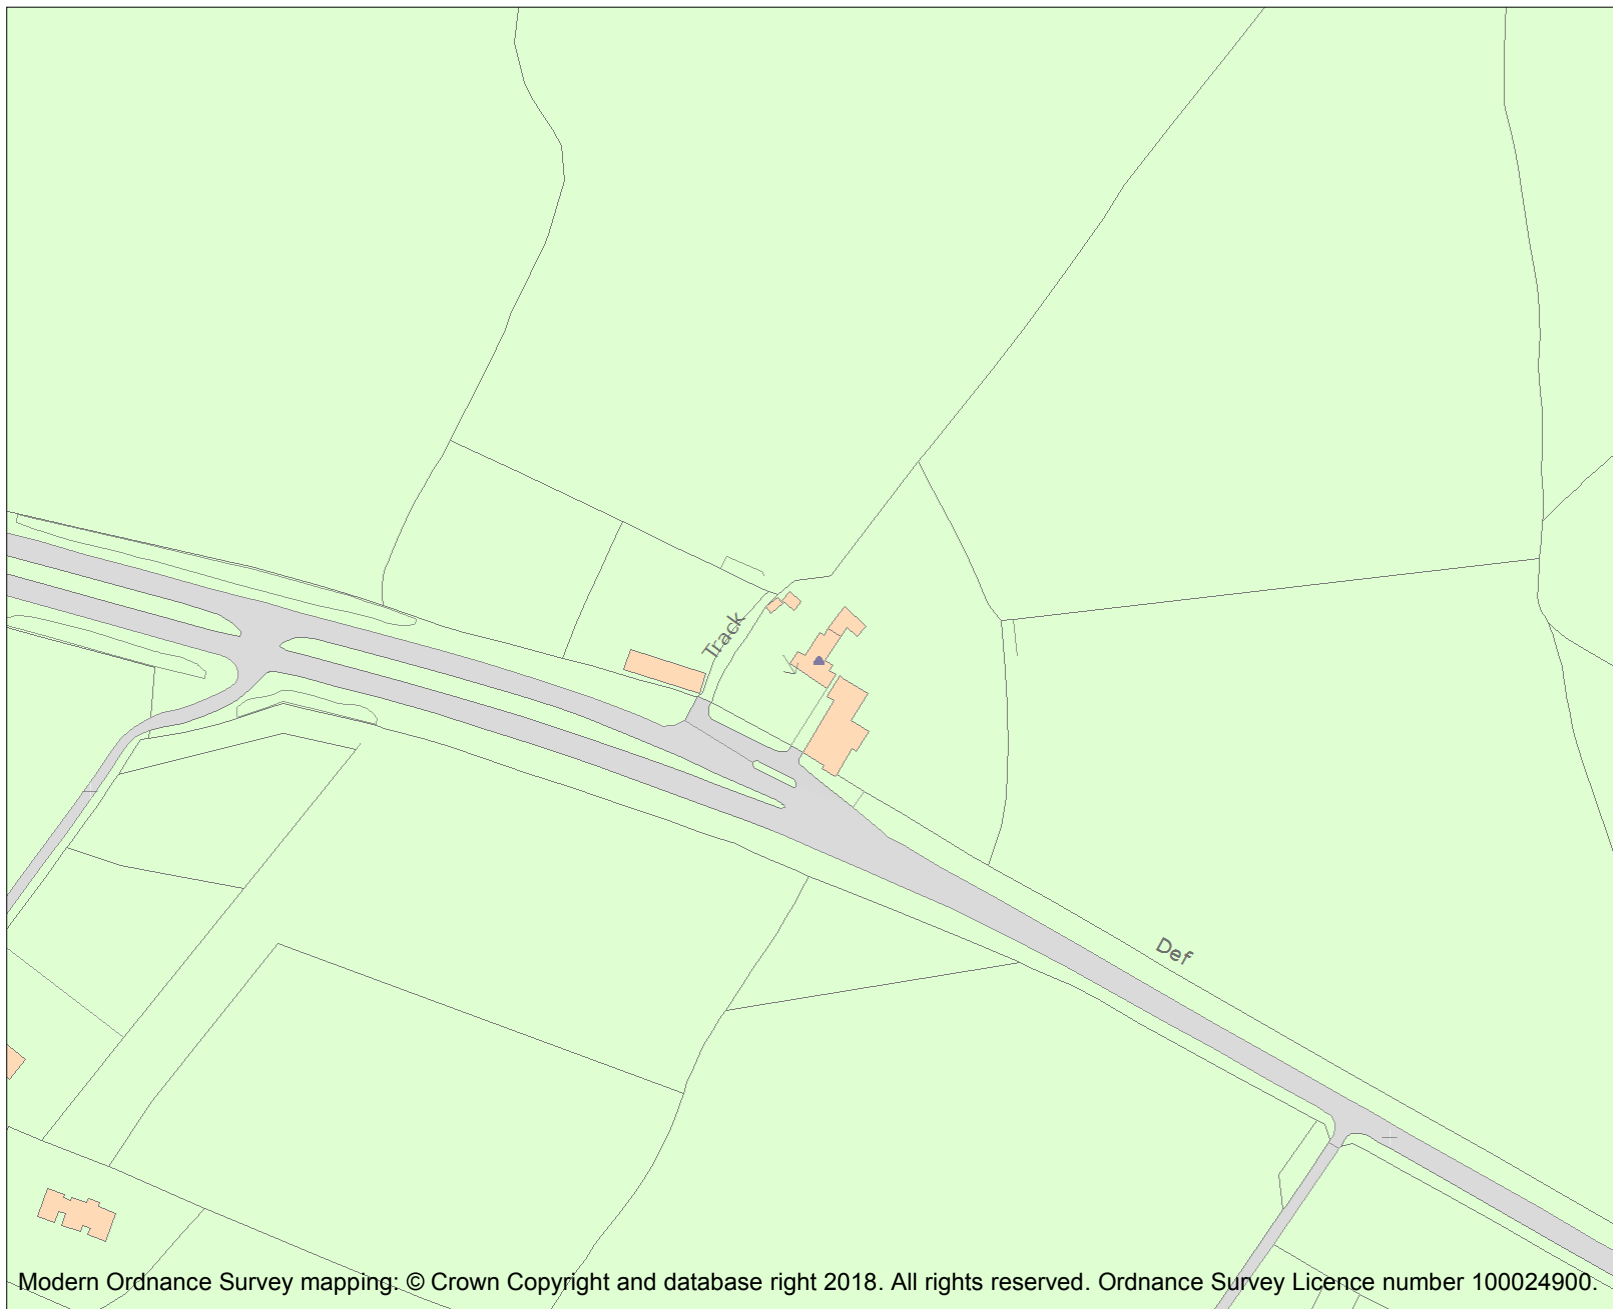 Track
Def
Modern Ordnance Survey mapping: © Crown Copyright and database right 2018. All rights reserved. Ordnance Survey Licence number 100024900.